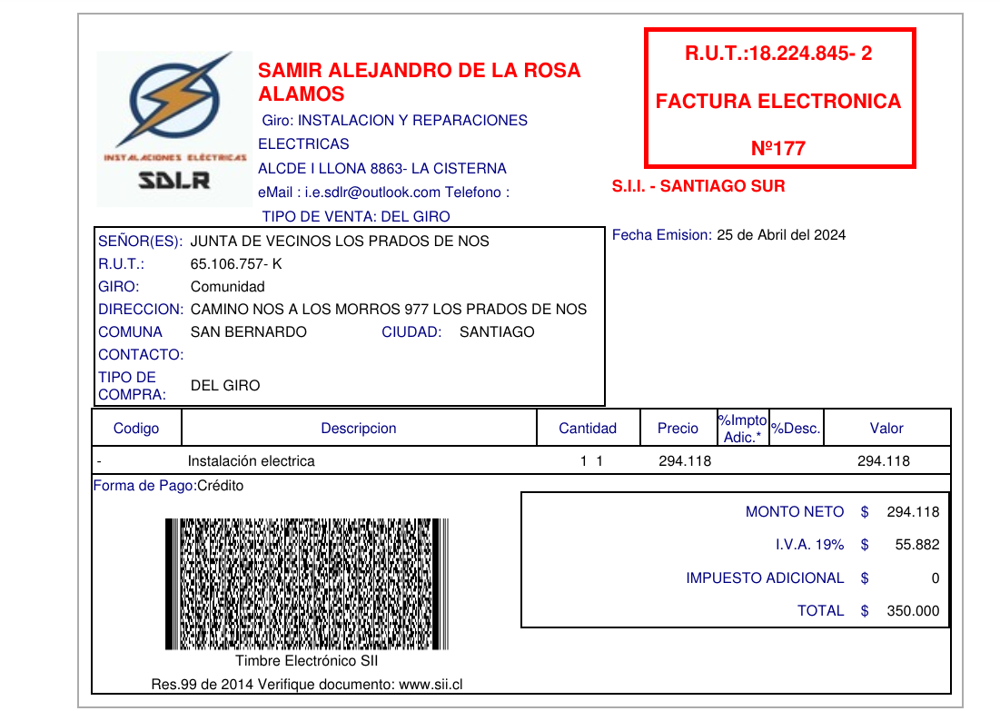 INSTALACIONES ELÉCTRICAS
SDLR
SAMIR ALEJANDRO DE LA ROSA
ALAMOS
Giro: INSTALACION Y REPARACIONES
ELECTRICAS
ALCDE I LLONA 8863- LA CISTERNA
eMail : i.e.sdlr@outlook.com Telefono :
TIPO DE VENTA: DEL GIRO
R.U.T.:18.224.845- 2
FACTURA ELECTRONICA
Nº177
S.I.I. - SANTIAGO SUR
Fecha Emision: 25 de Abril del 2024
SEÑOR(ES): JUNTA DE VECINOS LOS PRADOS DE NOS
R.U.T.: 65.106.757- K
GIRO: Comunidad
DIRECCION: CAMINO NOS A LOS MORROS 977 LOS PRADOS DE NOS
COMUNA SAN BERNARDO CIUDAD: SANTIAGO
CONTACTO:
TIPO DE
COMPRA: DEL GIRO
Codigo Descripcion Cantidad Precio %Impto Adic.* %Desc. Valor
- Instalación electrica 1 1 294.118 294.118
Forma de Pago:Crédito
MONTO NETO $ 294.118
I.V.A. 19% $ 55.882
IMPUESTO ADICIONAL $ 0
TOTAL $ 350.000
Timbre Electrónico SII
Res.99 de 2014 Verifique documento: www.sii.cl